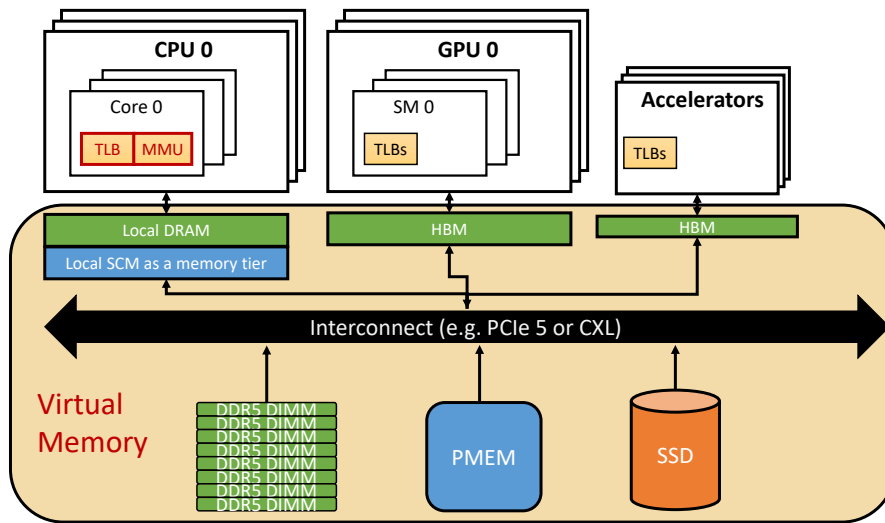 CPU 0
GPU 0
Accelerators
Core 0
SM 0
TLB
MMU
TLBs
TLBs
Local DRAM
HBM
HBM
Local SCM as a memory tier
Interconnect (e.g. PCIe 5 or CXL)
Virtual
Memory
DDR5 DIMM
DDR5 DIMM
DDR5 DIMM
DDR5 DIMM
DDR5 DIMM
DDR5 DIMM
DDR5 DIMM
DDR5 DIMM
PMEM
SSD